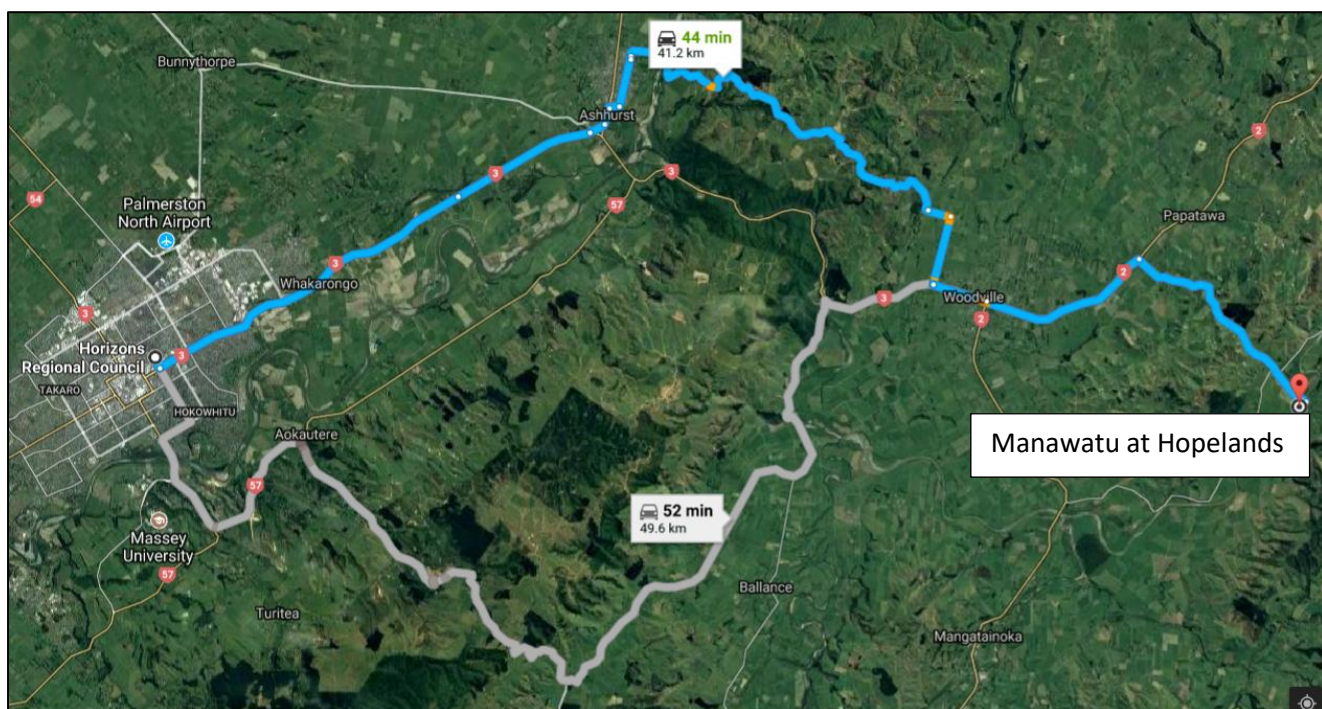 44 min
41.2 km
Bunnythorpe
Ashhurst
2
3
3
54
57
Palmerston
North Airport
Papatawa
3
2
Whakarongo
3
Woodville
3
2
Horizons
Regional Council
3
TAKARO
HOKOWHITU
Aokautere
Manawatu at Hopelands
57
52 min
49.6 km
Massey
University
57
Ballance
Turitea
Mangatainoka